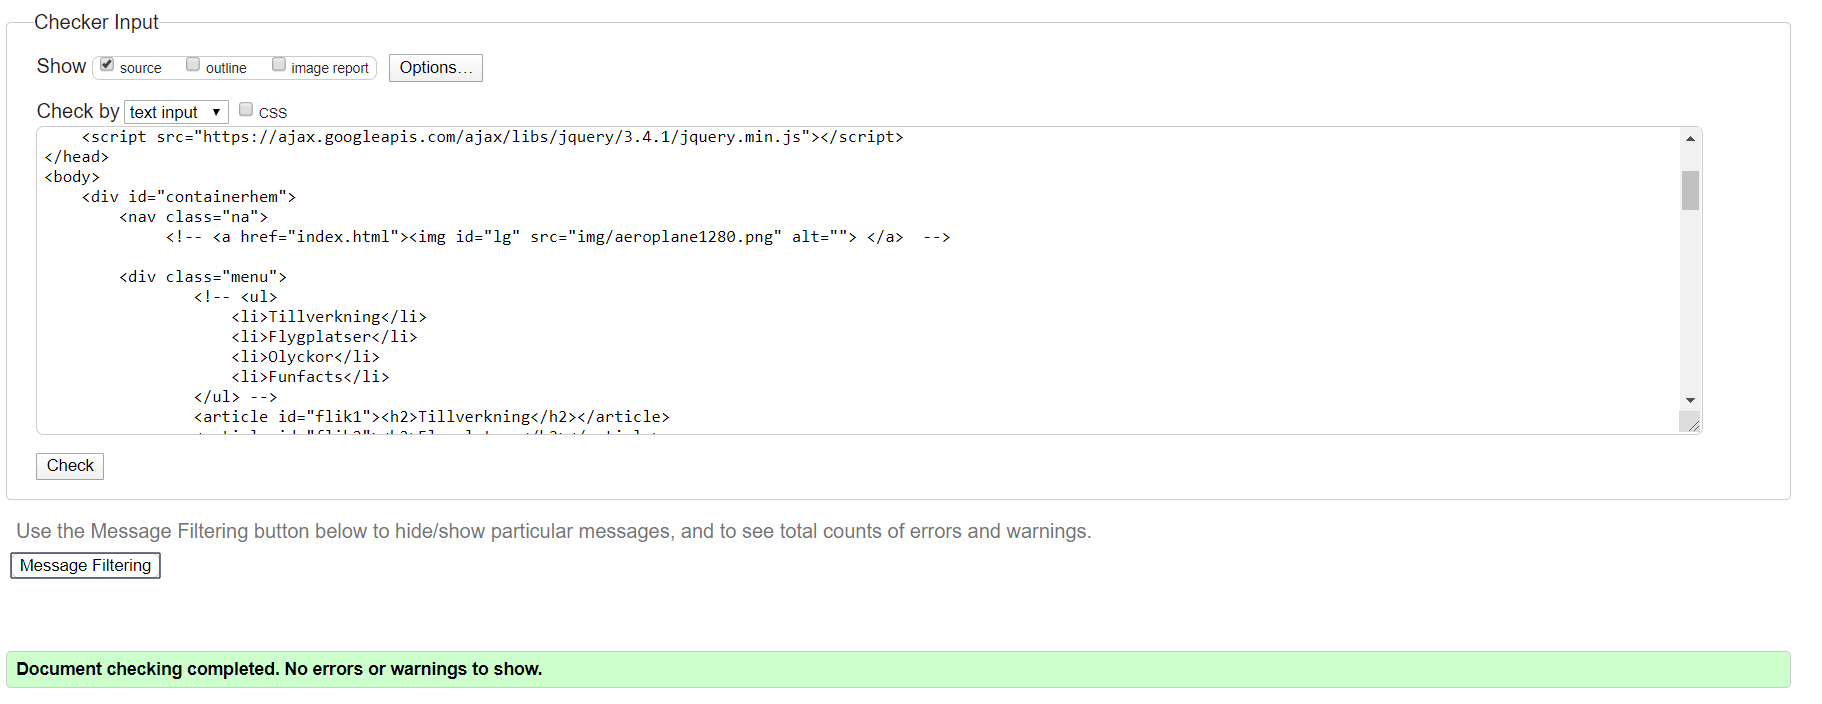 Checker Input
Show source outline image report Options...
Check by text input CSS
<script src="https://ajax.googleapis.com/ajax/libs/jquery/3.4.1/jquery.min.js"></script>
</head>
<body>
<div id="containerhem">
<nav class="na">
<!-- <a href="index.html"><img id="lg" src="img/aeroplane1280.png" alt=""> </a>  -->
<div class="menu">
<!-- <ul>
<li>Tillverkning</li>
<li>Flygplatser</li>
<li>Olyckor</li>
<li>Funfacts</li>
</ul> -->
<article id="flik1"><h2>Tillverkning</h2></article>
Check
Use the Message Filtering button below to hide/show particular messages, and to see total counts of errors and warnings.
Message Filtering
Document checking completed. No errors or warnings to show.